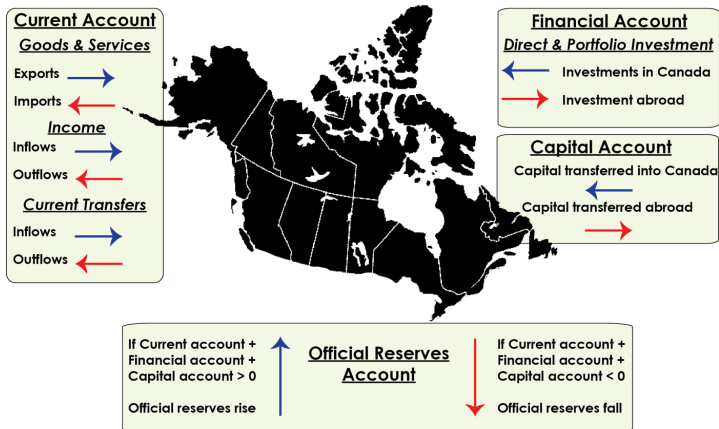 Current Account
Goods & Services
Exports
Imports
Income
Inflows
Outflows
Current Transfers
Inflows
Outflows
Financial Account
Direct & Portfolio Investment
Investments in Canada
Investment abroad
Capital Account
Capital transferred into Canada
Capital transferred abroad
If Current account +
Financial account +
Capital account > 0
Official reserves rise
Official Reserves
Account
If Current account +
Financial account +
Capital account < 0
Official reserves fall